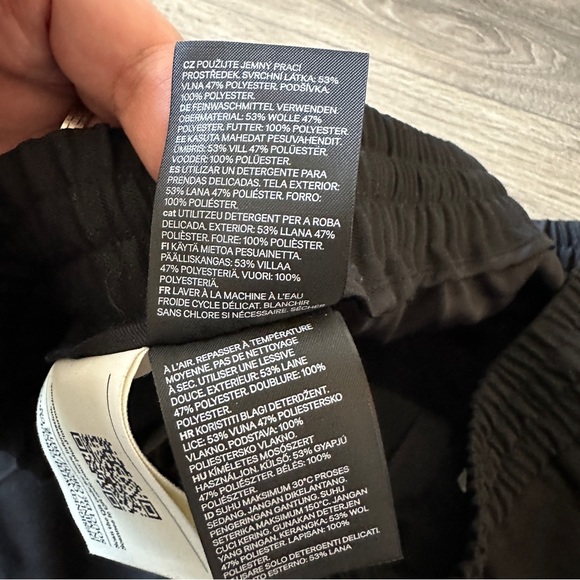 CZ POUŽIJTE JEMNÝ PRACÍ
PROSTŘEDEK. SVRCHNÍ LÁTKA: 53%
VLNA 47% POLYESTER. PODŠÍVKA:
100% POLYESTER.
DE FEINWASCHMITTEL VERWENDEN.
OBERMATERIAL: 53% WOLLE 47%
POLYESTER. FUTTER: 100% POLYESTER.
EE KASUTA MAHEDAT PESUVAHENDIT.
ÜMBRIS: 53% VILL 47% POLÜESTER.
VOODER: 100% POLÜESTER.
ES UTILIZAR UN DETERGENTE PARA
PRENDAS DELICADAS. TELA EXTERIOR:
53% LANA 47% POLIÉSTER. FORRO:
100% POLIÉSTER.
cat UTILITZEU DETERGENT PER A ROBA
DELICADA. EXTERIOR: 53% LLANA 47%
POLIÈSTER. FOLRE: 100% POLIÈSTER.
FI KÄYTÄ MIETOA PESUAINETTA.
PÄÄLLISKANGAS: 53% VILLAA
47% POLYESTERIÄ. VUORI: 100%
POLYESTERIÄ.
FR LAVER À LA MACHINE À L'EAU
FROIDE CYCLE DÉLICAT. BLANCHIR
SANS CHLORE SI NÉCESSAIRE. SÉCHER
À L'AIR. REPASSER À TEMPÉRATURE
MOYENNE. PAS DE NETTOYAGE
À SEC. UTILISER UNE LESSIVE
DOUCE. EXTÉRIEUR: 53% LAINE
47% POLYESTER. DOUBLURE: 100%
POLYESTER.
HR KORISTITI BLAGI DETERDŽENT.
LICE: 53% VUNA 47% POLIESTERSKO
VLAKNO. PODSTAVA: 100%
POLIESTERSKO VLAKNO.
HU KÍMÉLETES MOSÓSZERT
HASZNÁLJON. KÜLSŐ: 53% GYAPJÚ
47% POLIÉSZTER. BÉLÉS: 100%
POLIÉSZTER.
ID SUHU MAKSIMUM 30°C PROSES
SEDANG. JANGAN DIKELANTANG.
PENGERINGAN GANTUNG. SUHU
SETERIKA MAKSIMUM 150°C. JANGAN
CUCI KERING. GUNAKAN DETERJEN
YANG RINGAN. KERANGKA: 53% WOL
47% POLIESTER. LAPISAN: 100%
POLIESTER.
USARE SOLO DETERGENTI DELICATI.
53% LANA